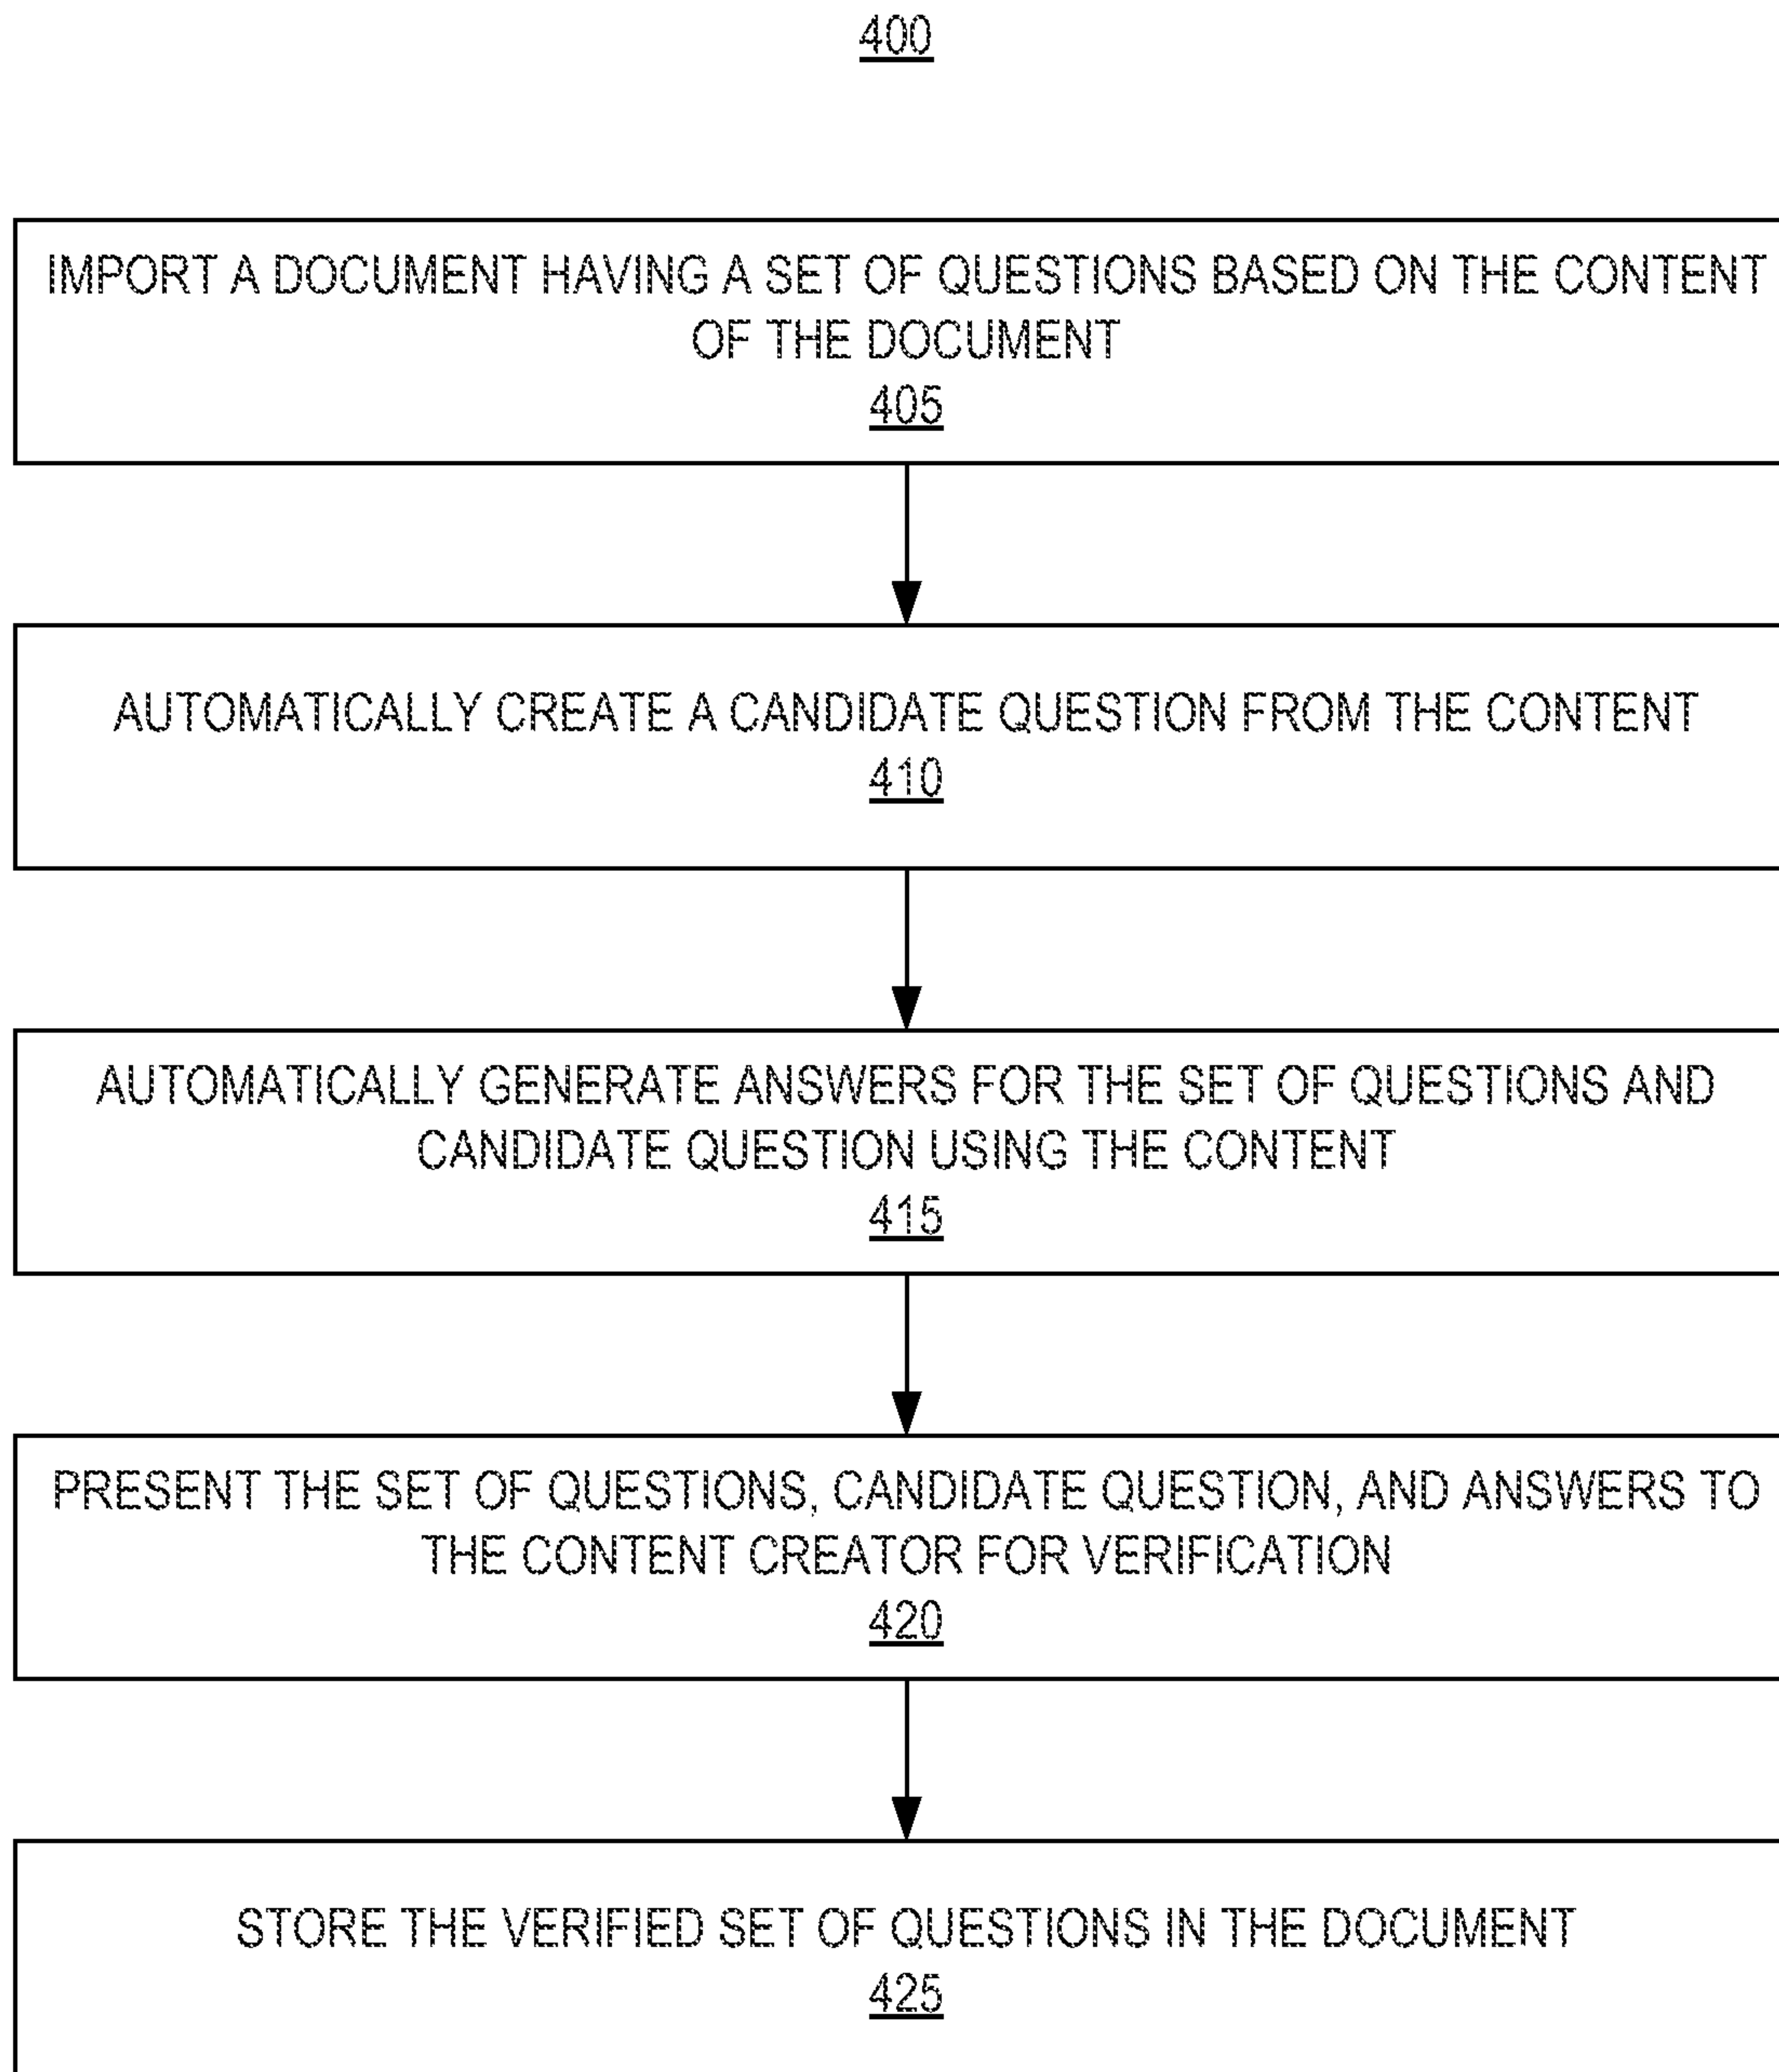 400
IMPORT A DOCUMENT HAVING A SET OF QUESTIONS BASED ON THE CONTENT
OF THE DOCUMENT
405
AUTOMATICALLY CREATE A CANDIDATE QUESTION FROM THE CONTENT
410
AUTOMATICALLY GENERATE ANSWERS FOR THE SET OF QUESTIONS AND
CANDIDATE QUESTION USING THE CONTENT
415
PRESENT THE SET OF QUESTIONS, CANDIDATE QUESTION, AND ANSWERS TO
THE CONTENT CREATOR FOR VERIFICATION
420
STORE THE VERIFIED SET OF QUESTIONS IN THE DOCUMENT
425